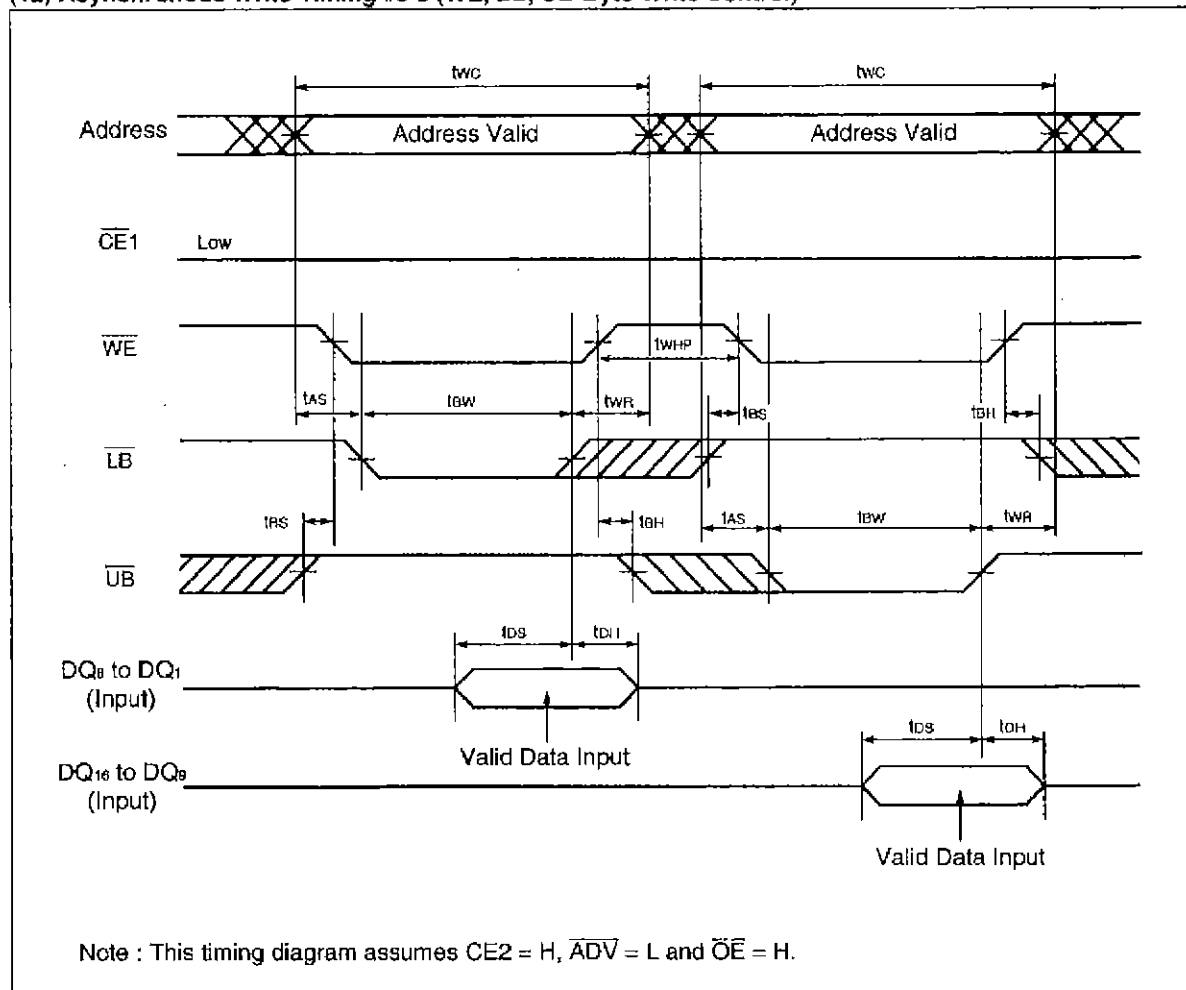 twc twc
Address Address Valid Address Valid
CE1 Low
WE
tWHP
tAS tBW tWR tBS tBH
LB
tBS tBH tAS tBW tWR
UB
tDS tDH
DQ8 to DQ1
(Input)
Valid Data Input
tDS tDH
DQ16 to DQ9
(Input)
Valid Data Input
Note : This timing diagram assumes CE2 = H, ADV = L and OE = H.